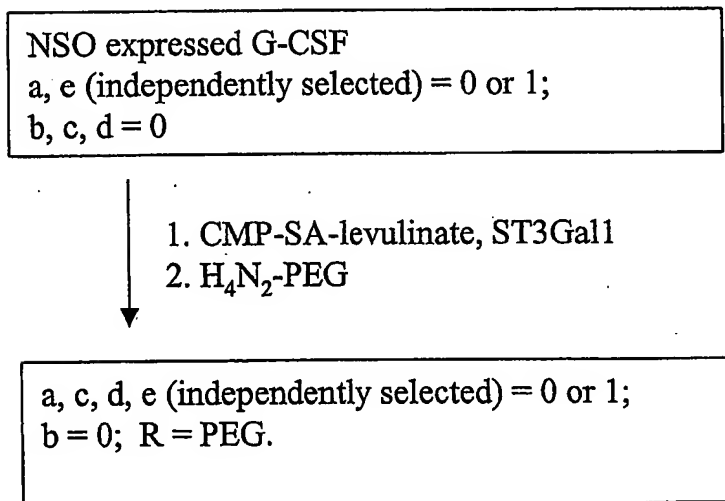 NSO expressed G-CSF
a, e (independently selected) = 0 or 1;
b, c, d = 0
1. CMP-SA-levulinate, ST3Gal1
2. H₄N₂-PEG
a, c, d, e (independently selected) = 0 or 1;
b = 0; R = PEG.